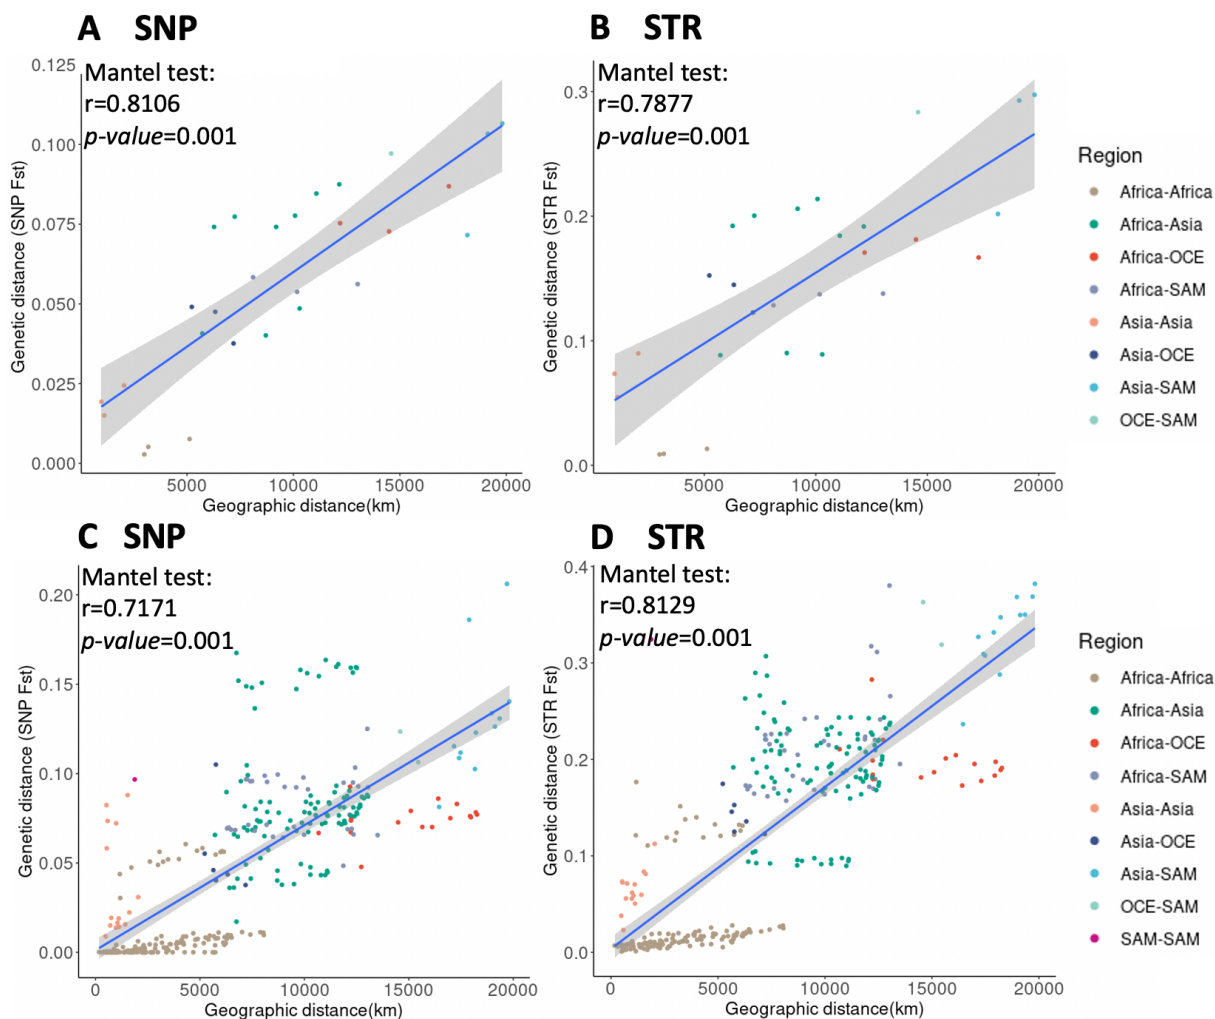 A SNP
Mantel test:
r=0.8106
p-value=0.001
Genetic distance (SNP Fst)
0.125
0.100
0.075
0.050
0.025
0.000
5000 10000 15000 20000
Geographic distance(km)
B STR
Mantel test:
r=0.7877
p-value=0.001
Genetic distance (STR Fst)
0.3
0.2
0.1
0.0
5000 10000 15000 20000
Geographic distance(km)
Region
Africa-Africa
Africa-Asia
Africa-OCE
Africa-SAM
Asia-Asia
Asia-OCE
Asia-SAM
OCE-SAM
C SNP
Mantel test:
r=0.7171
p-value=0.001
Genetic distance (SNP Fst)
0.20
0.15
0.10
0.05
0.00
0 5000 10000 15000 20000
Geographic distance(km)
D STR
Mantel test:
r=0.8129
p-value=0.001
Genetic distance (STR Fst)
0.4
0.3
0.2
0.1
0.0
0 5000 10000 15000 20000
Geographic distance(km)
Region
Africa-Africa
Africa-Asia
Africa-OCE
Africa-SAM
Asia-Asia
Asia-OCE
Asia-SAM
OCE-SAM
SAM-SAM